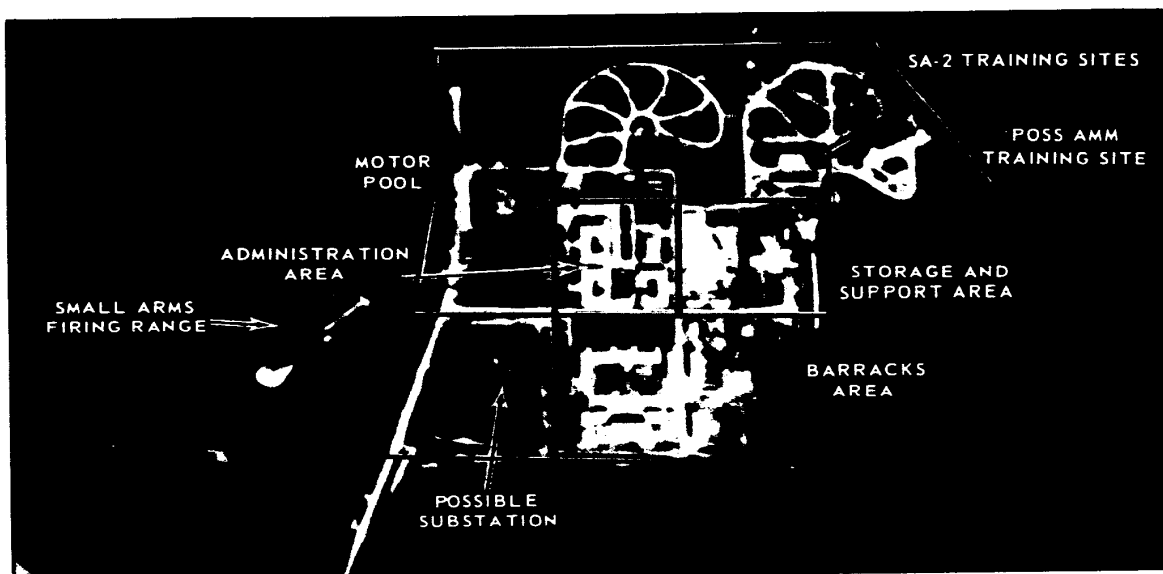 SA-2 TRAINING SITES
POSS AMM
TRAINING SITE
MOTOR
POOL
ADMINISTRATION
AREA
STORAGE AND
SUPPORT AREA
SMALL ARMS
FIRING RANGE
BARRACKS
AREA
POSSIBLE
SUBSTATION